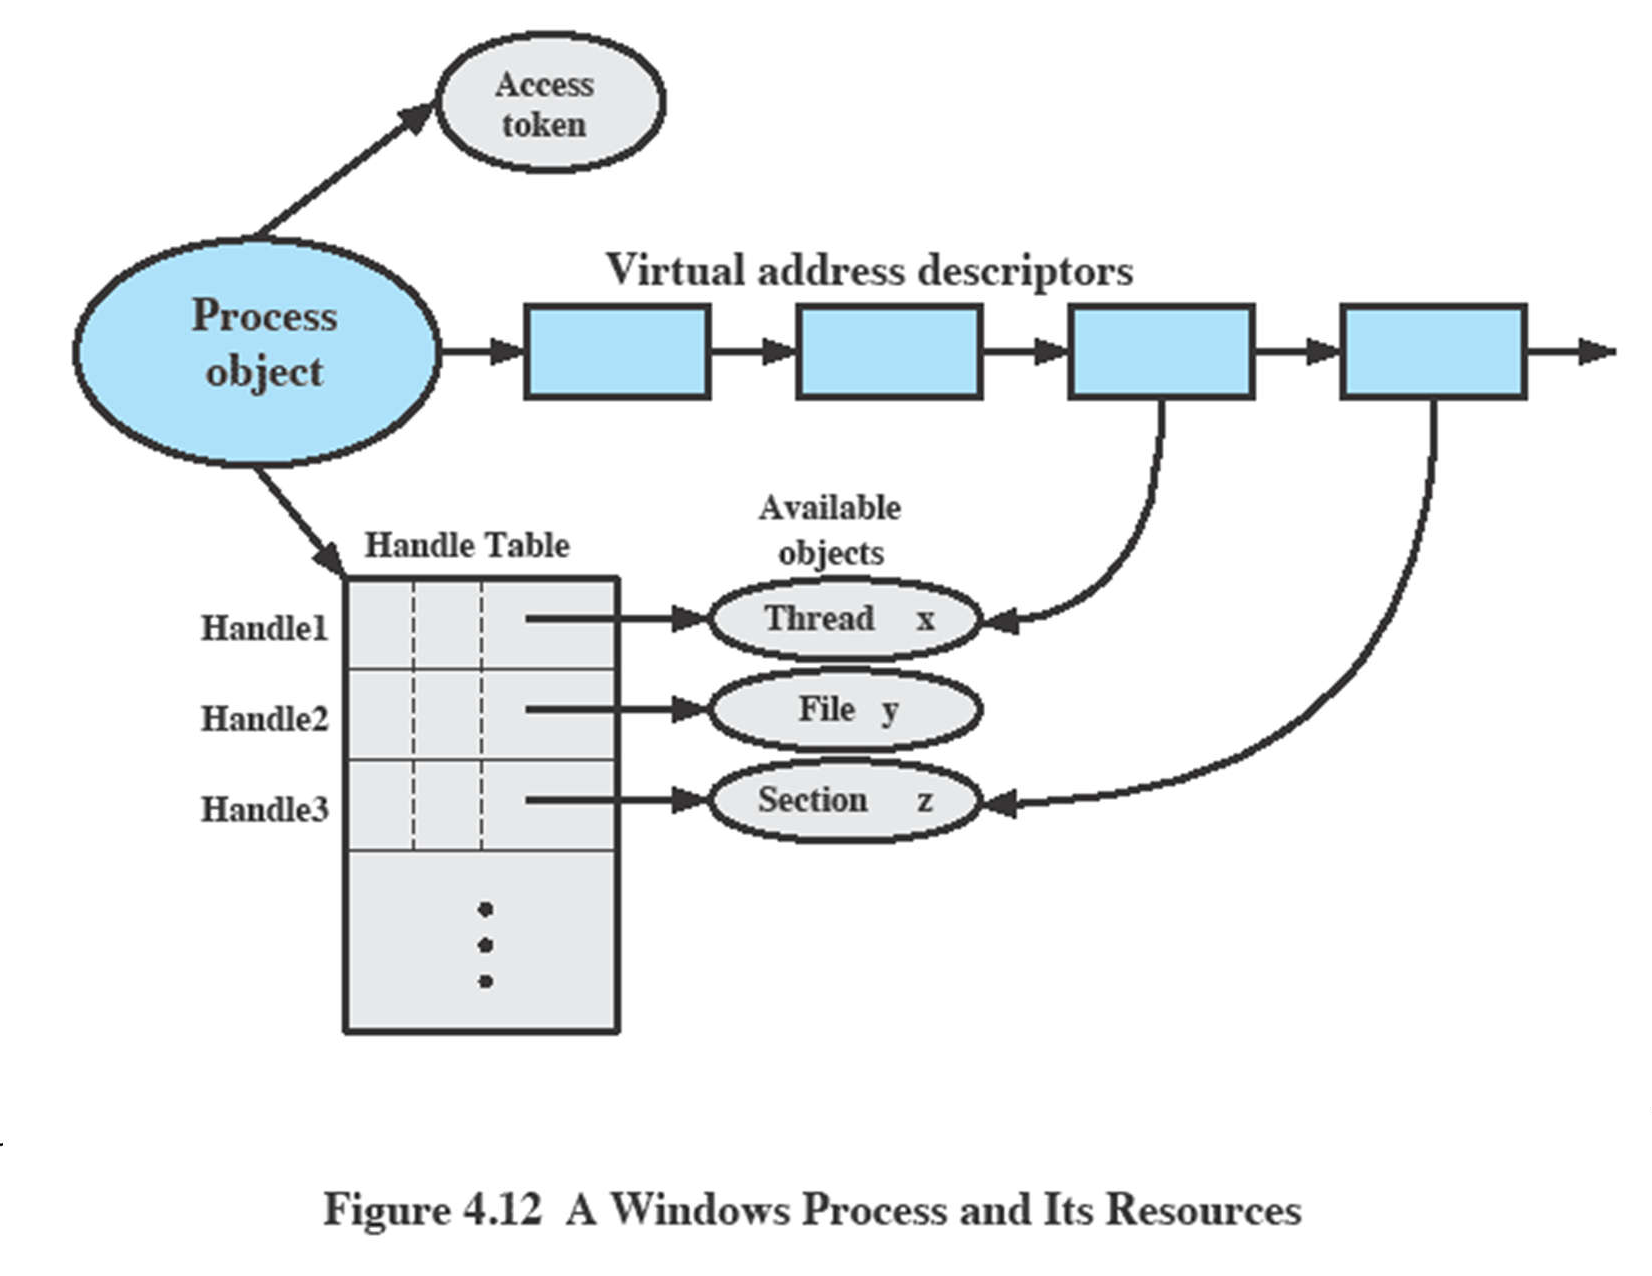 Access
token
Virtual address descriptors
Process
object
Available
objects
Handle Table
Handle1
Thread x
Handle2
File y
Handle3
Section z
Figure 4.12 A Windows Process and Its Resources